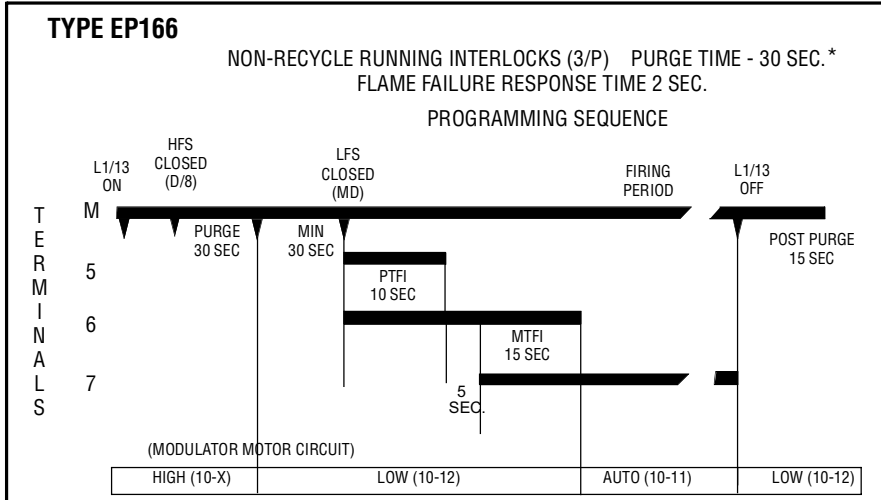 TYPE EP166
NON-RECYCLE RUNNING INTERLOCKS (3/P) PURGE TIME - 30 SEC.*
FLAME FAILURE RESPONSE TIME 2 SEC.
PROGRAMMING SEQUENCE
L1/13
ON
HFS
CLOSED
(D/8)
LFS
CLOSED
(MD)
FIRING
PERIOD
L1/13
OFF
TERMINALS
M
PURGE
30 SEC
MIN
30 SEC
POST PURGE
15 SEC
5
PTFI
10 SEC
6
MTFI
15 SEC
7
5
SEC.
(MODULATOR MOTOR CIRCUIT)
HIGH (10-X)
LOW (10-12)
AUTO (10-11)
LOW (10-12)